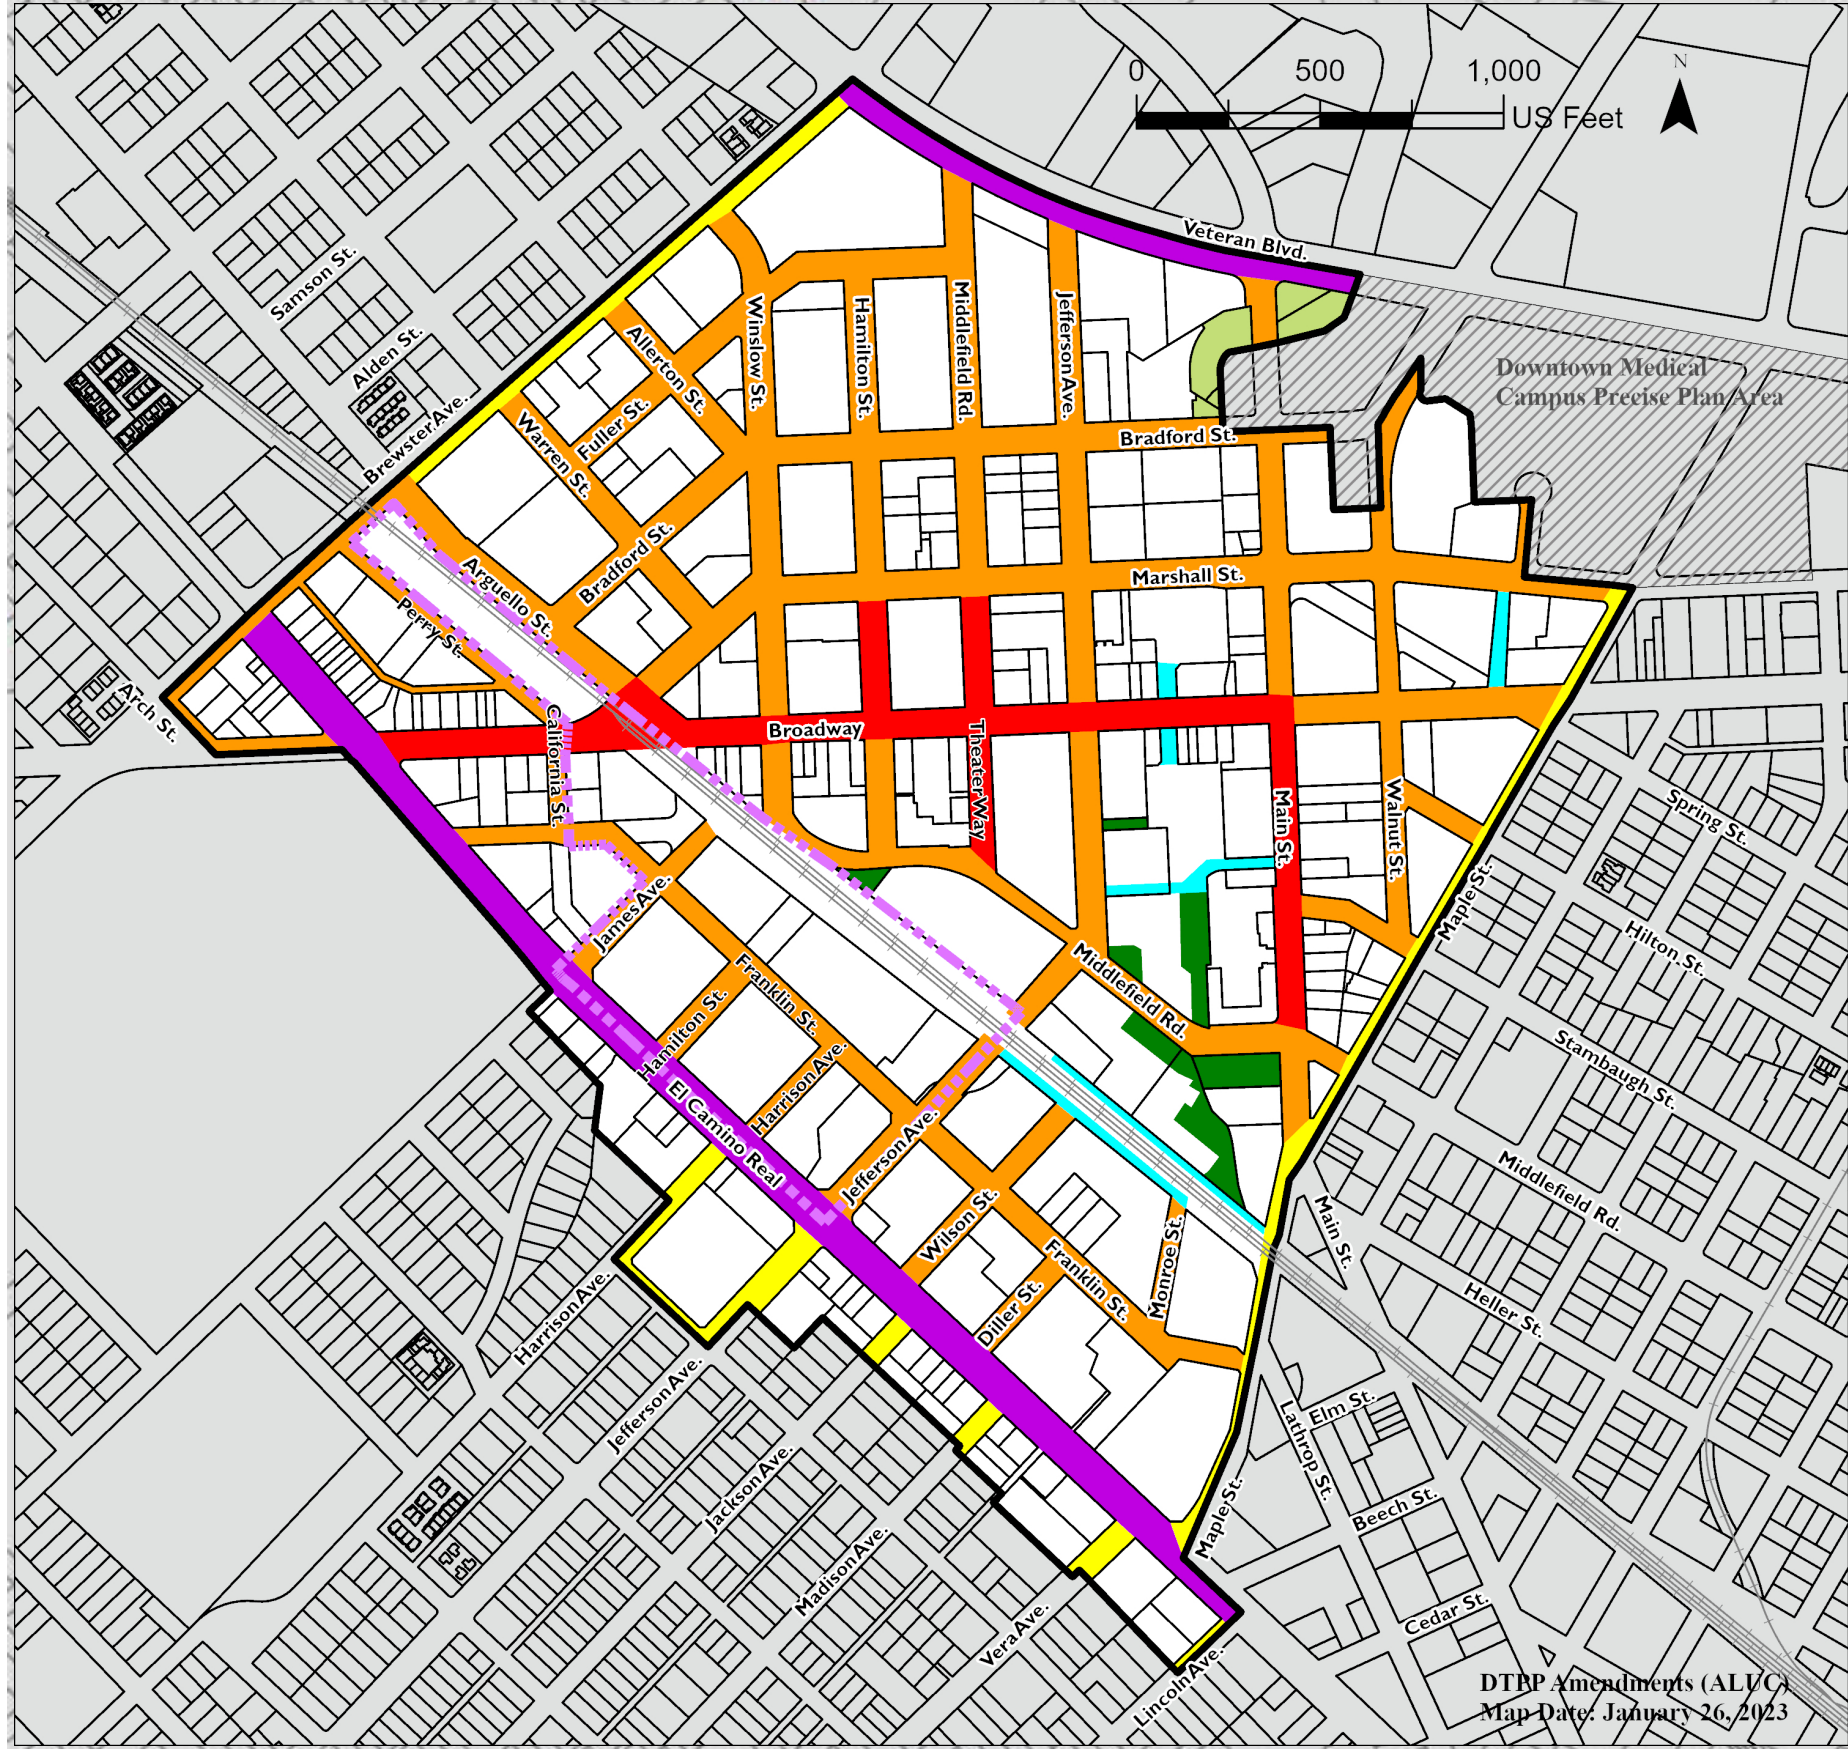 0 500 1,000
US Feet
N
Veteran Blvd.
Samson St.
Alden St.
Brewster Ave.
Winslow St.
Hamilton St.
Middlefield Rd.
Jefferson Ave.
Allerton St.
Fuller St.
Warren St.
Bradford St.
Downtown Medical
Campus Precise Plan Area
Bradford St.
Arguello St.
Perry St.
Marshall St.
Arch St.
California St.
Broadway
Theater Way
Main St.
Walnut St.
Spring St.
Maple St.
Hilton St.
James Ave.
Franklin St.
Hamilton St.
Harrison Ave.
El Camino Real
Middlefield Rd.
Stambaugh St.
Jefferson Ave.
Wilson St.
Diller St.
Franklin St.
Monroe St.
Middlefield Rd.
Main St.
Heller St.
Harrison Ave.
Jefferson Ave.
Jackson Ave.
Madison Ave.
Vera Ave.
Lincoln Ave.
Maple St.
Lathrop St.
Elm St.
Beech St.
Cedar St.
DTPP Amendments (ALUC)
Map Date: January 26, 2023